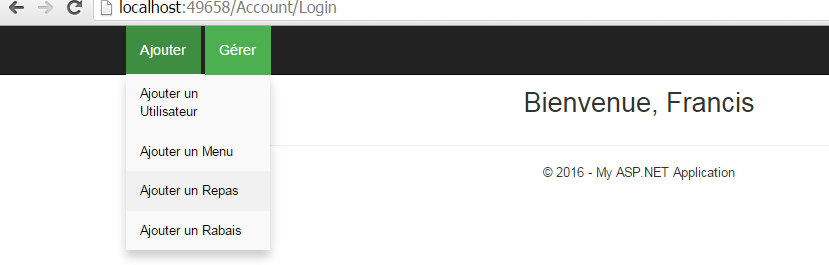 localhost:49658/Account/Login
Ajouter Gérer
Ajouter un
Utilisateur
Ajouter un Menu
Ajouter un Repas
Ajouter un Rabais
Bienvenue, Francis
© 2016 - My ASP.NET Application